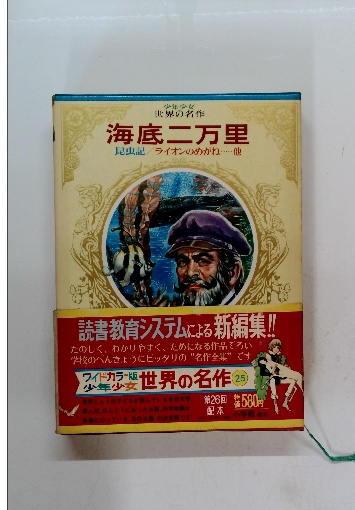 少年少女
世界の名作
海底二万里
昆虫記/ライオンのめがね……他
読書教育システムによる新編集!!
たのしく、わかりやすく、ためになる作品ぞろい
学校のべんきょうにピッタリの“名作全集”です
ワイドカラー版
少年少女 世界の名作 25
第26回
配本
特価 580円
小学館